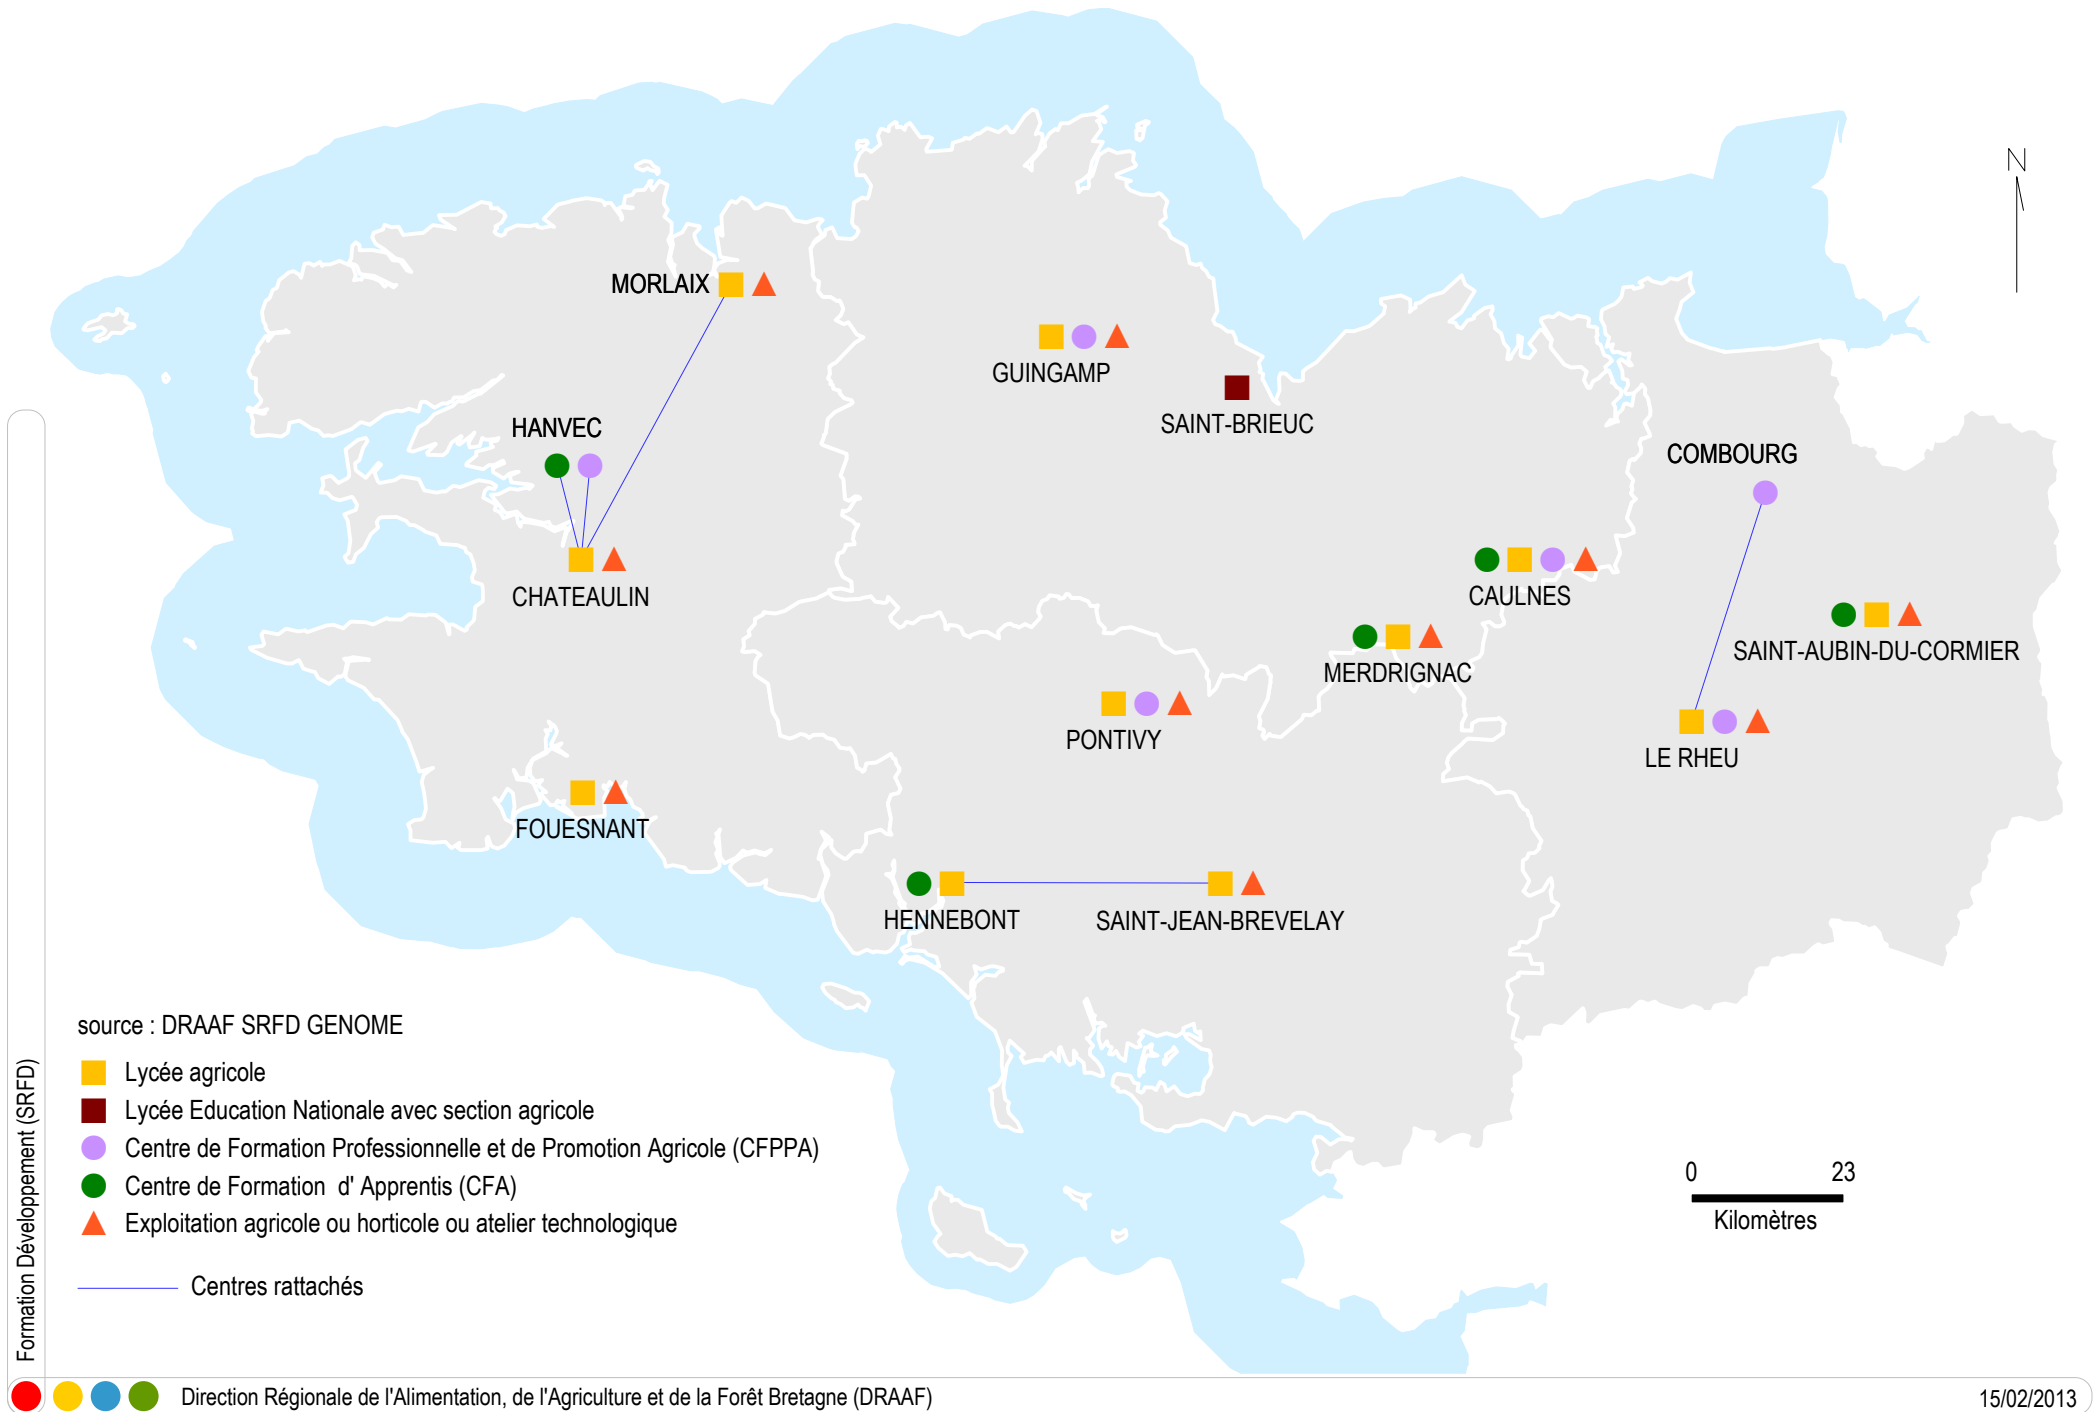 N
MORLAIX
GUINGAMP
SAINT-BRIEUC
HANVEC
COMBOURG
CHATEAULIN
CAULNES
MERDRIGNAC
SAINT-AUBIN-DU-CORMIER
PONTIVY
LE RHEU
FOUESNANT
HENNEBONT
SAINT-JEAN-BREVELAY
source : DRAAF SRFD GENOME
Lycée agricole
Lycée Education Nationale avec section agricole
Centre de Formation Professionnelle et de Promotion Agricole (CFPPA)
Centre de Formation  d' Apprentis (CFA)
Exploitation agricole ou horticole ou atelier technologique
Centres rattachés
0 23
Kilomètres
Formation Développement (SRFD)
Direction Régionale de l'Alimentation, de l'Agriculture et de la Forêt Bretagne (DRAAF)
15/02/2013